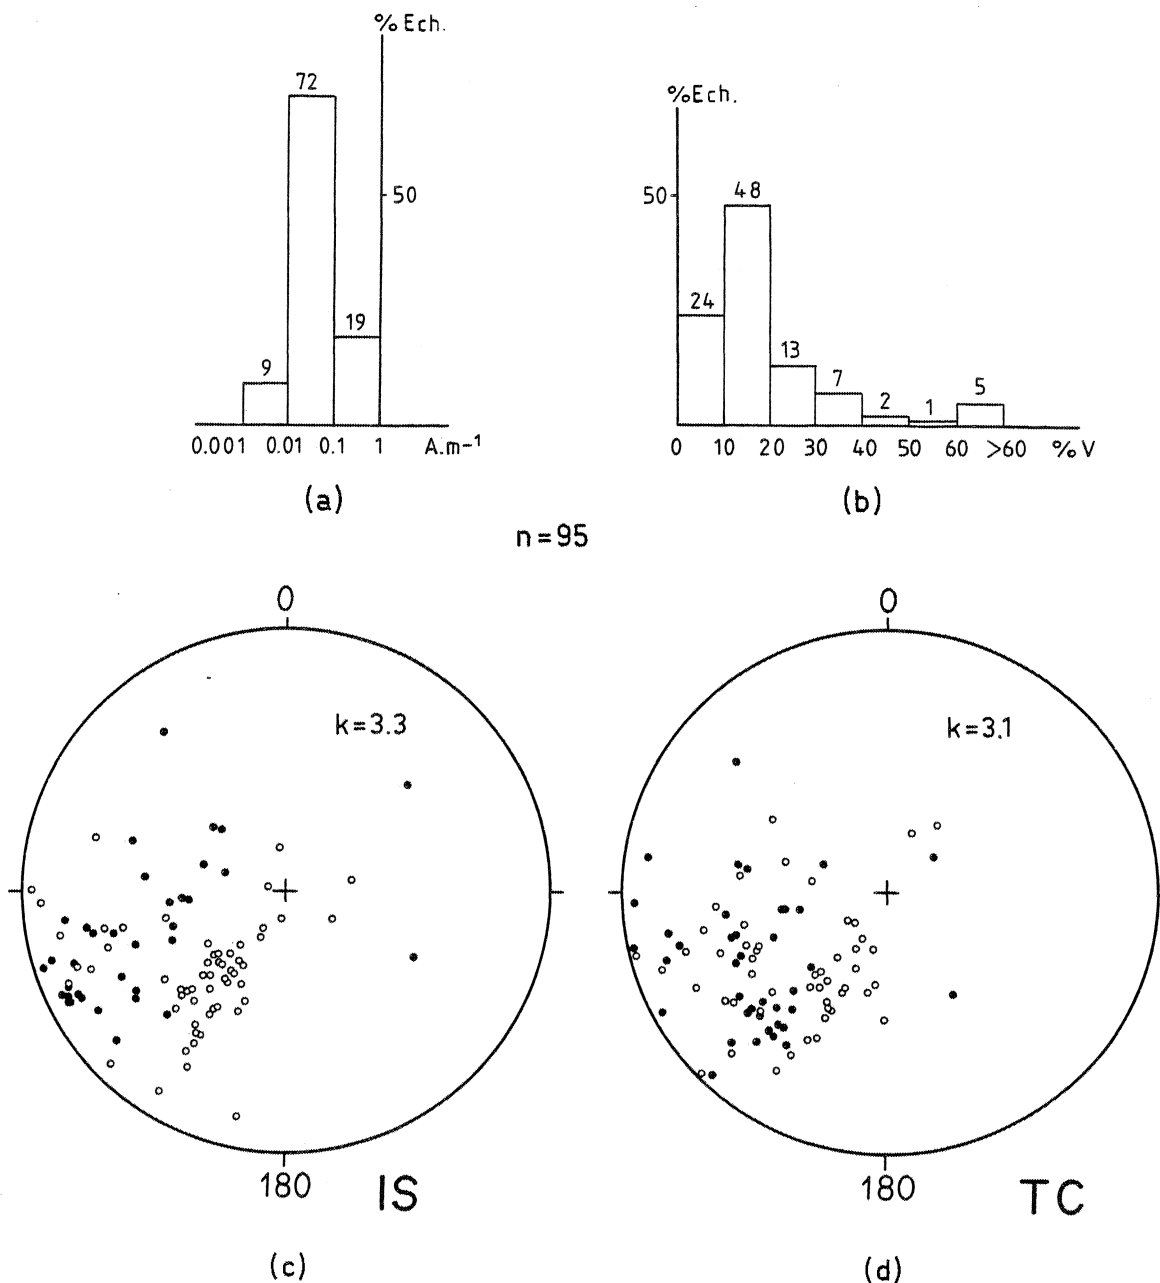 % Ech.
72
50
19
9
0.001 0.01 0.1 1 A.m-1
(a)
%Ech.
50
48
24
13
7
2
1
5
0 10 20 30 40 50 60 >60 %V
(b)
n=95
0
k=3.3
180
IS
(c)
0
k=3.1
180
TC
(d)